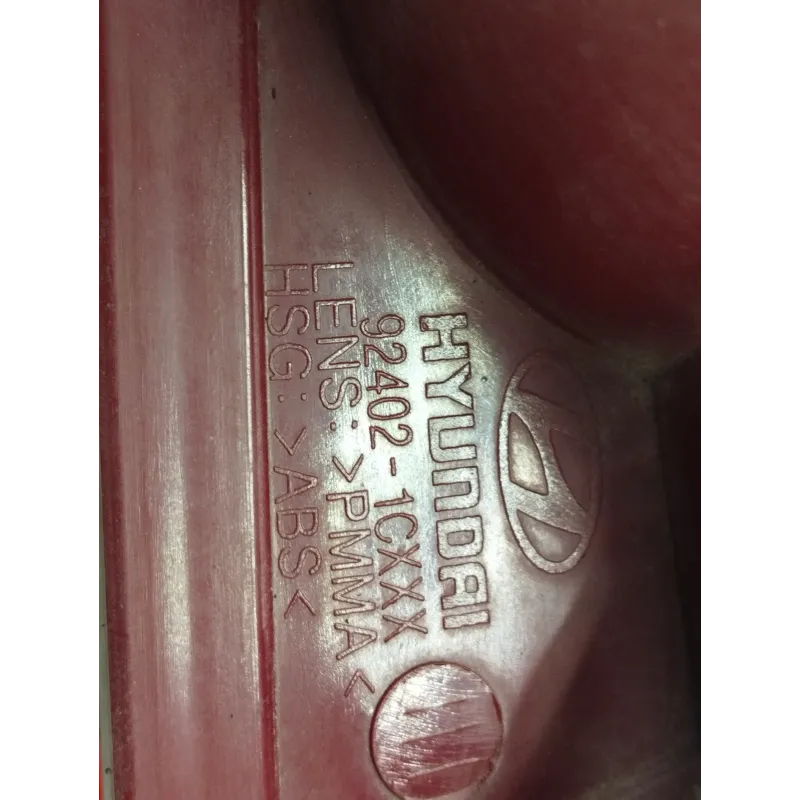 HYUNDAI
92402-1CXXX
LENS:>PMMA<
HSG:>ABS<